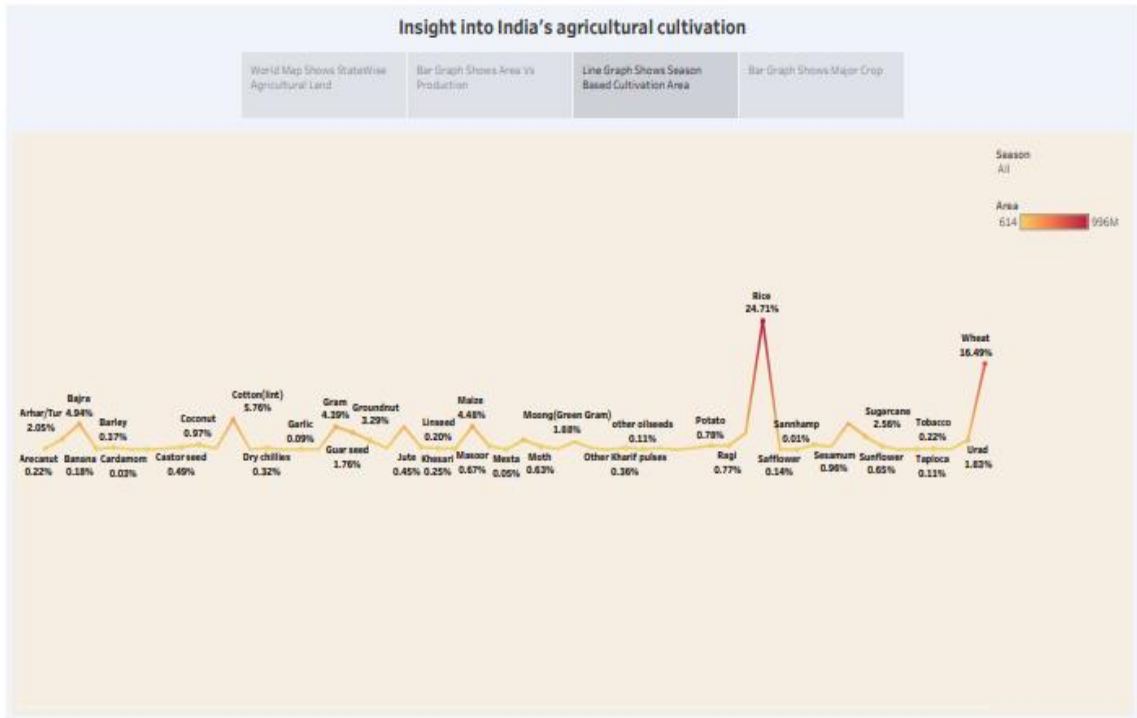 Insight into India's agricultural cultivation
World Map Shows StateWise
Agricultural Land
Bar Graph Shows Area Vs
Production
Line Graph Shows Season
Based Cultivation Area
Bar Graph Shows Major Crop
Season
All
Area
614
996M
Arhar/Tur
2.05%
Arecanut
0.22%
Bajra
4.94%
Banana
0.18%
Barley
0.37%
Cardamom
0.03%
Castor seed
0.49%
Coconut
0.97%
Cotton(lint)
5.76%
Dry chillies
0.32%
Garlic
0.09%
Gram
4.39%
Guar seed
1.76%
Groundnut
3.29%
Jute
0.45%
Linseed
0.20%
Khesari
0.25%
Maize
4.48%
Masoor
0.67%
Mesta
0.05%
Moth
0.63%
Moong(Green Gram)
1.88%
other oilseeds
0.11%
Other Kharif pulses
0.36%
Potato
0.78%
Ragi
0.77%
Rice
24.71%
Safflower
0.14%
Sannhamp
0.01%
Sesamum
0.96%
Sugarcane
2.56%
Sunflower
0.65%
Tobacco
0.22%
Tapioca
0.11%
Urad
1.83%
Wheat
16.49%